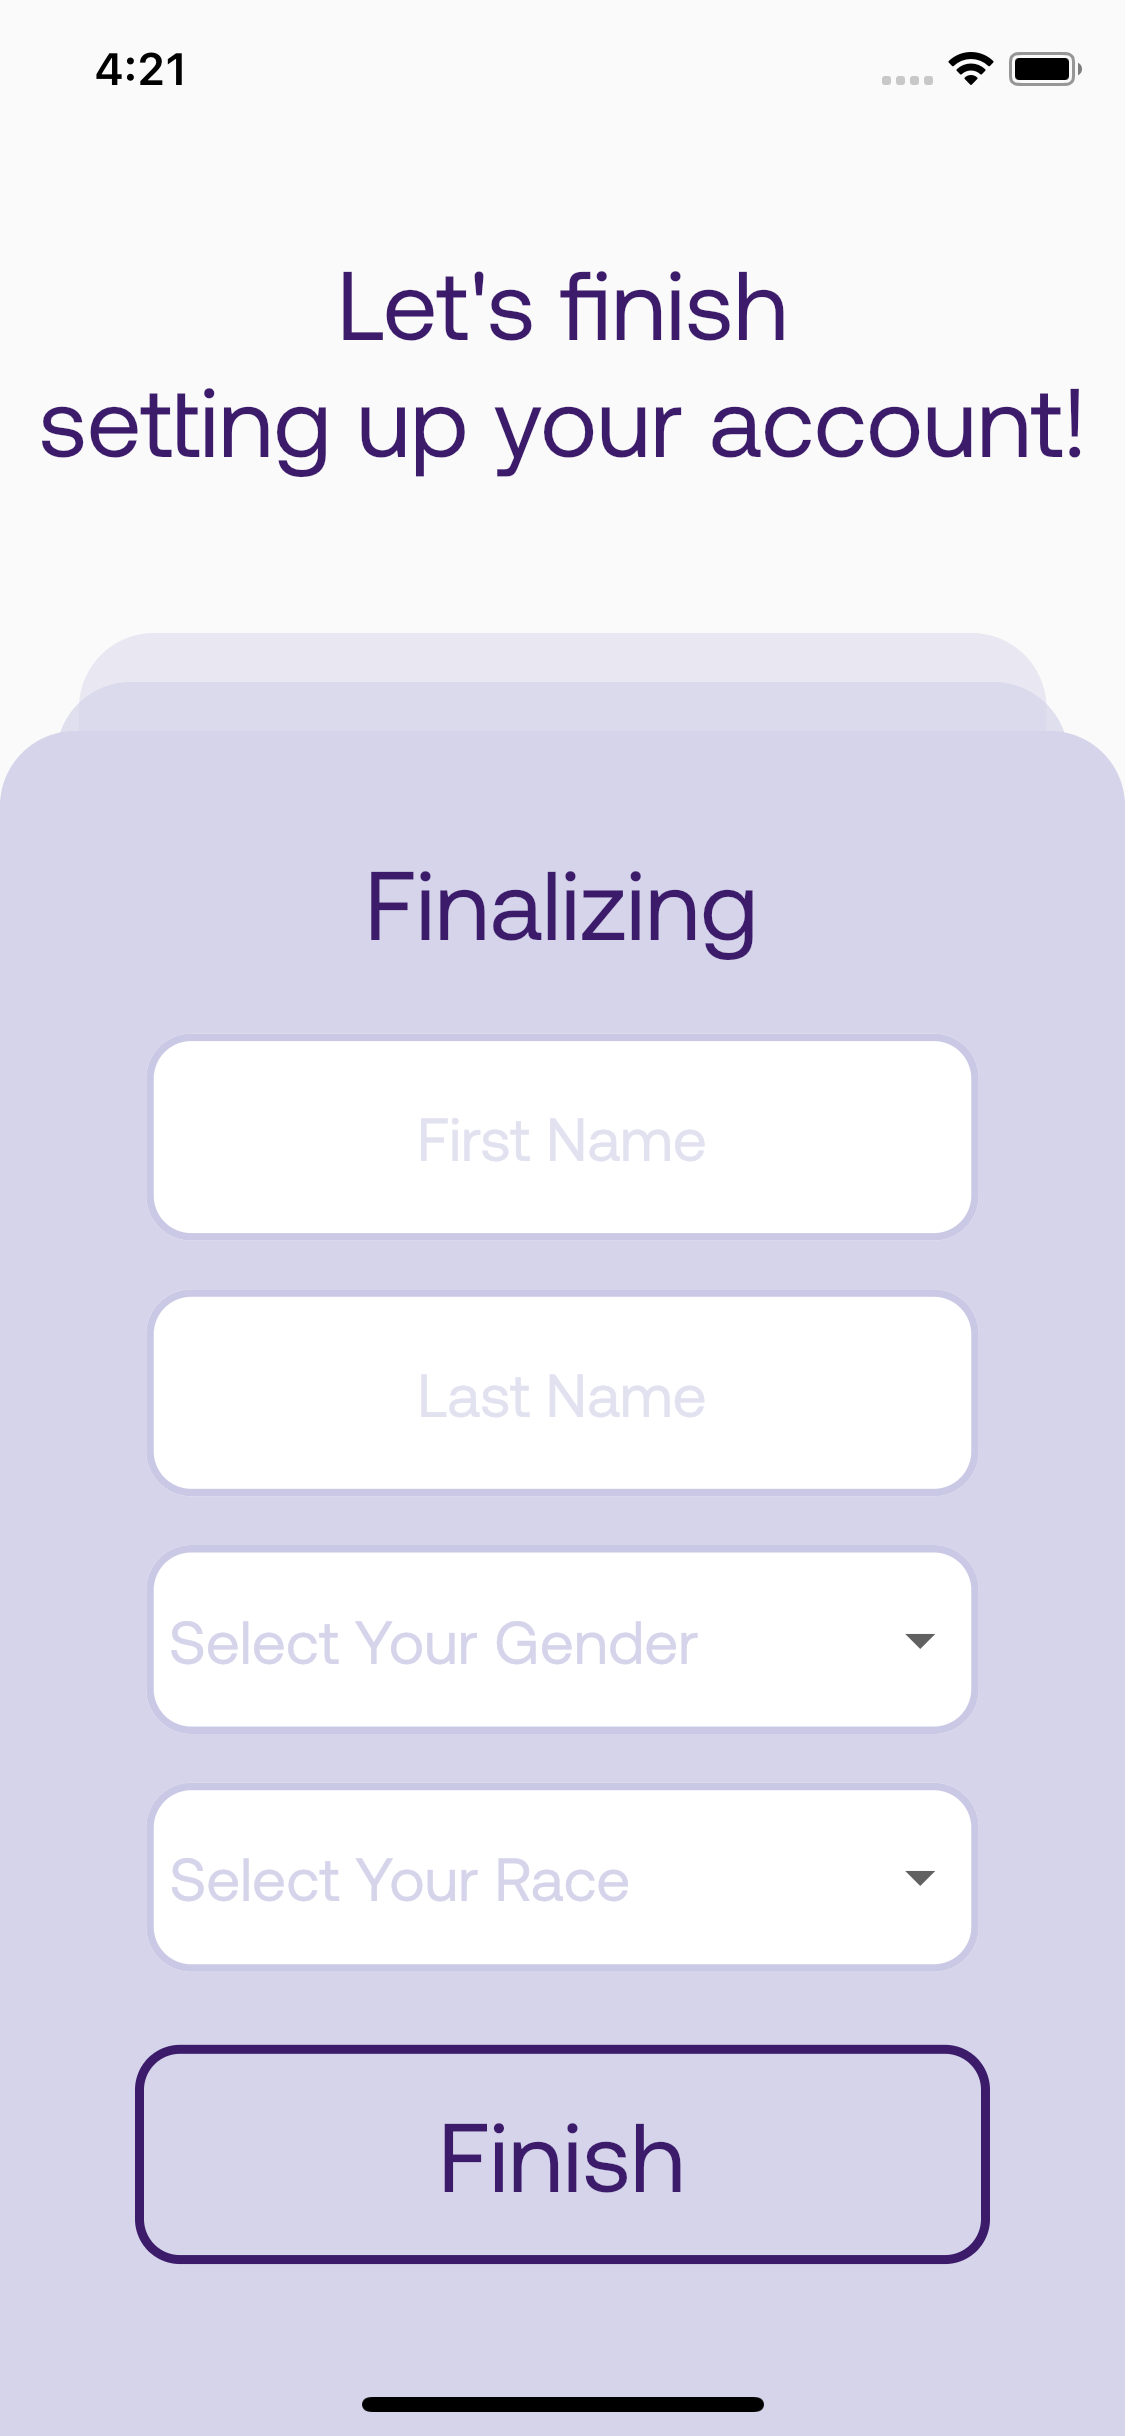 4:21
Let's finish
setting up your account!
Finalizing
First Name
Last Name
Select Your Gender
Select Your Race
Finish